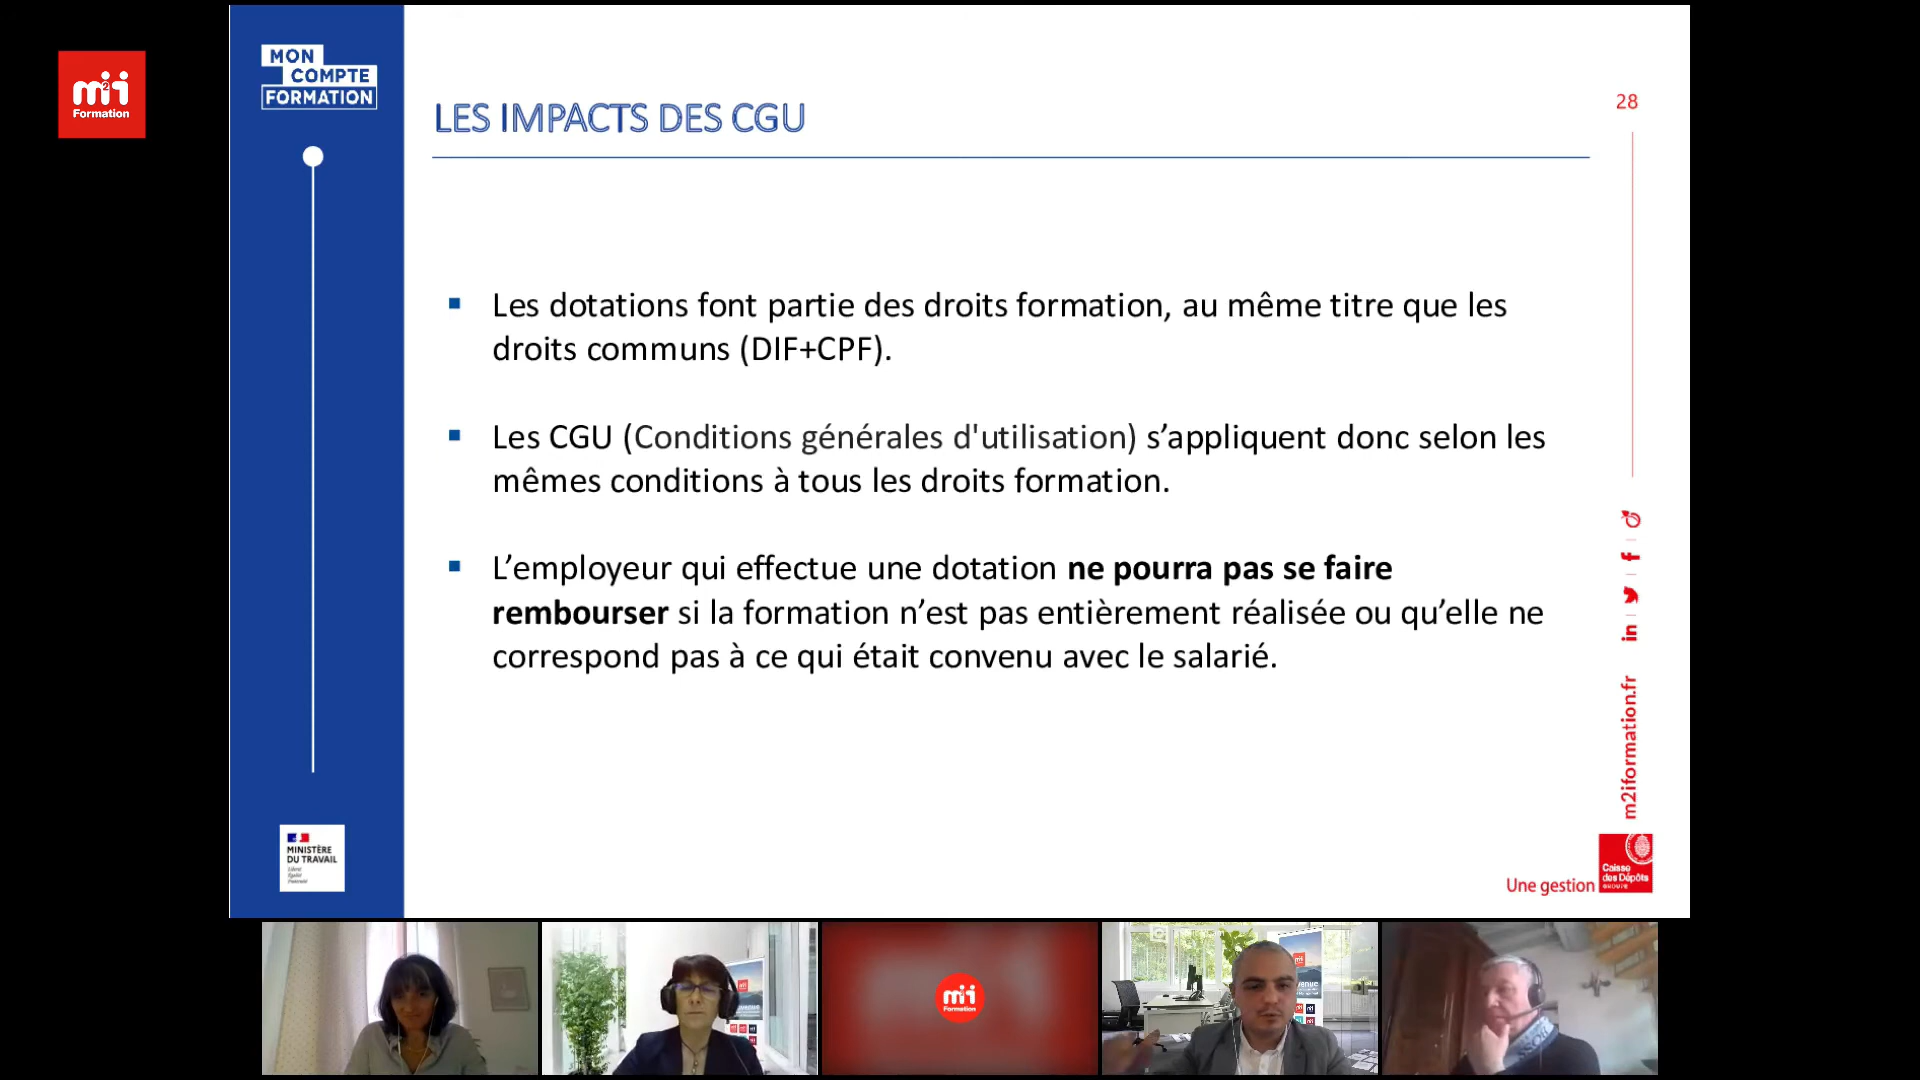 m2i
Formation
MON
COMPTE
FORMATION
LES IMPACTS DES CGU
28
Les dotations font partie des droits formation, au même titre que les
droits communs (DIF+CPF).
Les CGU (Conditions générales d'utilisation) s’appliquent donc selon les
mêmes conditions à tous les droits formation.
L’employeur qui effectue une dotation ne pourra pas se faire
rembourser si la formation n’est pas entièrement réalisée ou qu’elle ne
correspond pas à ce qui était convenu avec le salarié.
m2iformation.fr
MINISTÈRE
DU TRAVAIL
Liberté
Égalité
Fraternité
Une gestion
Caisse
des Dépôts
GROUPE
m2i
Formation